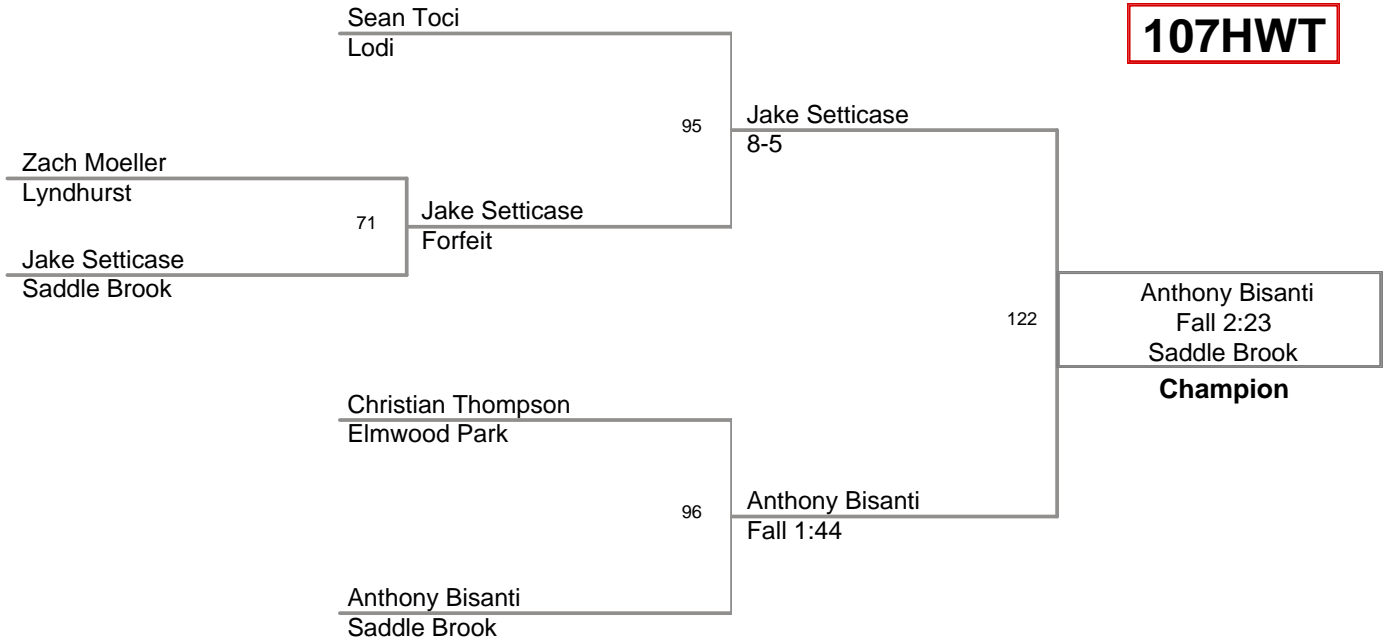 Sean Toci
Lodi
107HWT
95
Jake Setticase
8-5
Zach Moeller
Lyndhurst
71
Jake Setticase
Forfeit
Jake Setticase
Saddle Brook
122
Anthony Bisanti
Fall 2:23
Saddle Brook
Champion
Christian Thompson
Elmwood Park
96
Anthony Bisanti
Fall 1:44
Anthony Bisanti
Saddle Brook